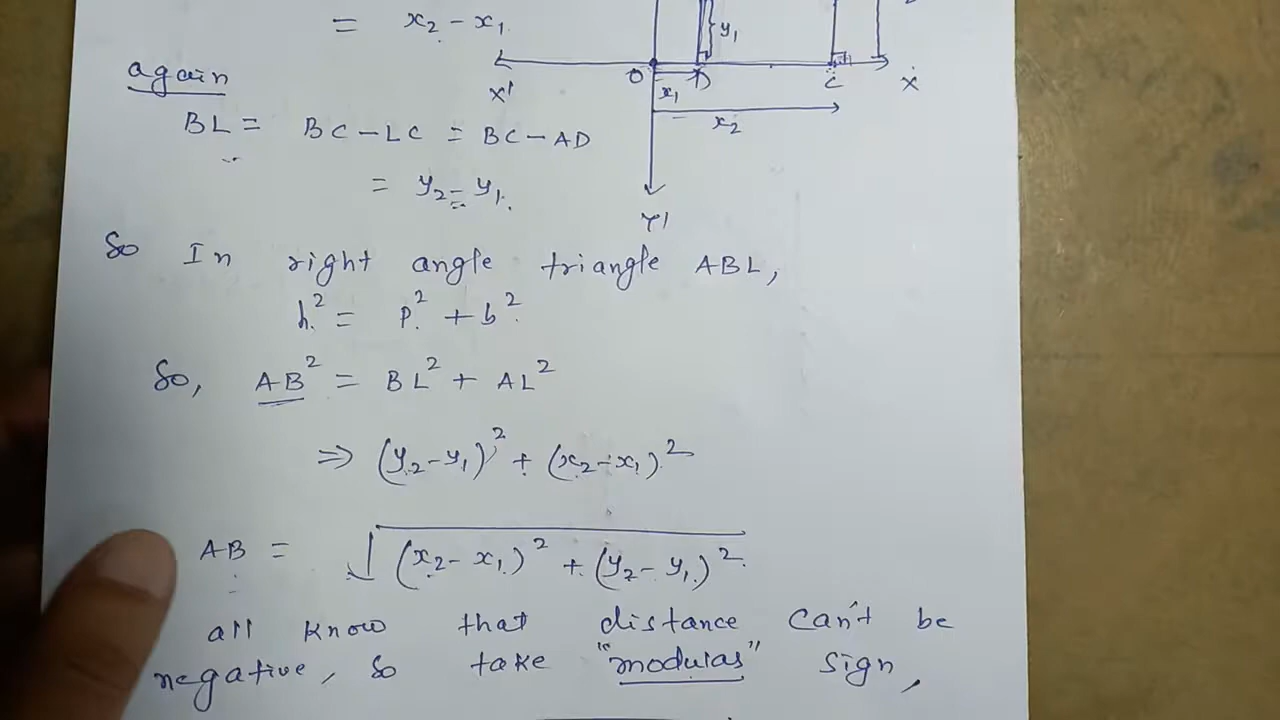 = x₂ - x₁
y₁
again
O D C X
X' x₁
x₂
BL = BC - LC = BC - AD
= y₂ - y₁.
Y'
So In right angle triangle ABL,
h² = p² + b²
So, AB² = BL² + AL²
⇒ (y₂-y₁)² + (x₂-x₁)²
AB = √(x₂-x₁)² + (y₂-y₁)²
all know that distance can't be
negative, so take "modulas" sign,